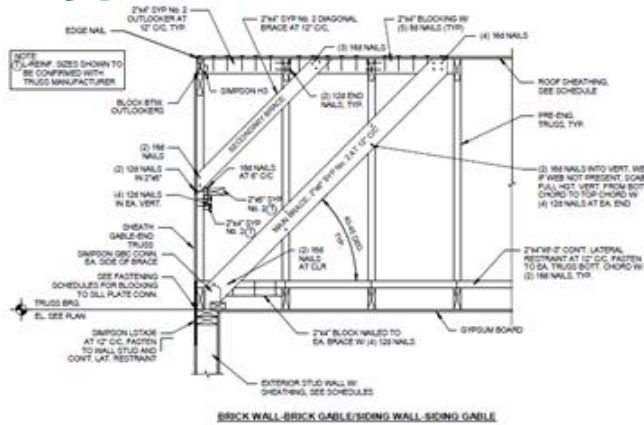 2"x4" SYP No. 2
OUTLOOKER AT
12" C/C, TYP.
2"x4" SYP No. 2 DIAGONAL
BRACE AT 12" C/C.
2"x4" BLOCKING W/
(5) 8d NAILS (TYP)
EDGE NAIL
(3) 16d NAILS
(4) 16d NAILS
NOTE:
L-REINF. SIZES SHOWN TO
BE CONFIRMED WITH
TRUSS MANUFACTURER
ROOF SHEATHING,
SEE SCHEDULE
SIMPSON H3
(2) 12d END
NAILS, TYP.
BLOCK BTW.
OUTLOOKERS
SECONDARY BRACE
PRE-ENG.
TRUSS, TYP.
(2) 16d
NAILS
16d NAILS
AT 6" C/C
(2) 12d NAILS
IN 2"x6"
(4) 12d NAILS
IN EA. VERT.
2"x6" SYP
No. 2
2"x4" SYP
No. 2
MAIN BRACE, 2"x6" SYP No. 2 AT 12" C/C
(2) 16d NAILS INTO VERT. WE
IF WEB NOT PRESENT, SCAB
FULL HGT. VERT. FROM BOT
CHORD TO TOP CHORD W/
(4) 12d NAILS AT EA. END
SHEATH
GABLE-END
TRUSS
40-45 DEG
TYP.
SIMPSON GBC CONN.
EA. SIDE OF BRACE
(2) 16d
NAILS
AT CLR
2"x4"x8'-0" CONT. LATERAL
RESTRAINT AT 12" C/C, FASTEN
TO EA. TRUSS BOTT. CHORD W/
(2) 16d NAILS, TYP.
SEE FASTENING
SCHEDULES FOR BLOCKING
TO SILL PLATE CONN.
TRUSS BRG.
EL. SEE PLAN
SIMPSON LSTA36
AT 12" C/C, FASTEN
TO WALL STUD AND
CONT. LAT. RESTRAINT
2"x4" BLOCK NAILED TO
EA. BRACE W/ (4) 12d NAILS
GYPSUM BOARD
EXTERIOR STUD WALL W/
SHEATHING, SEE SCHEDULES
BRICK WALL-BRICK GABLE/SIDING WALL-SIDING GABLE